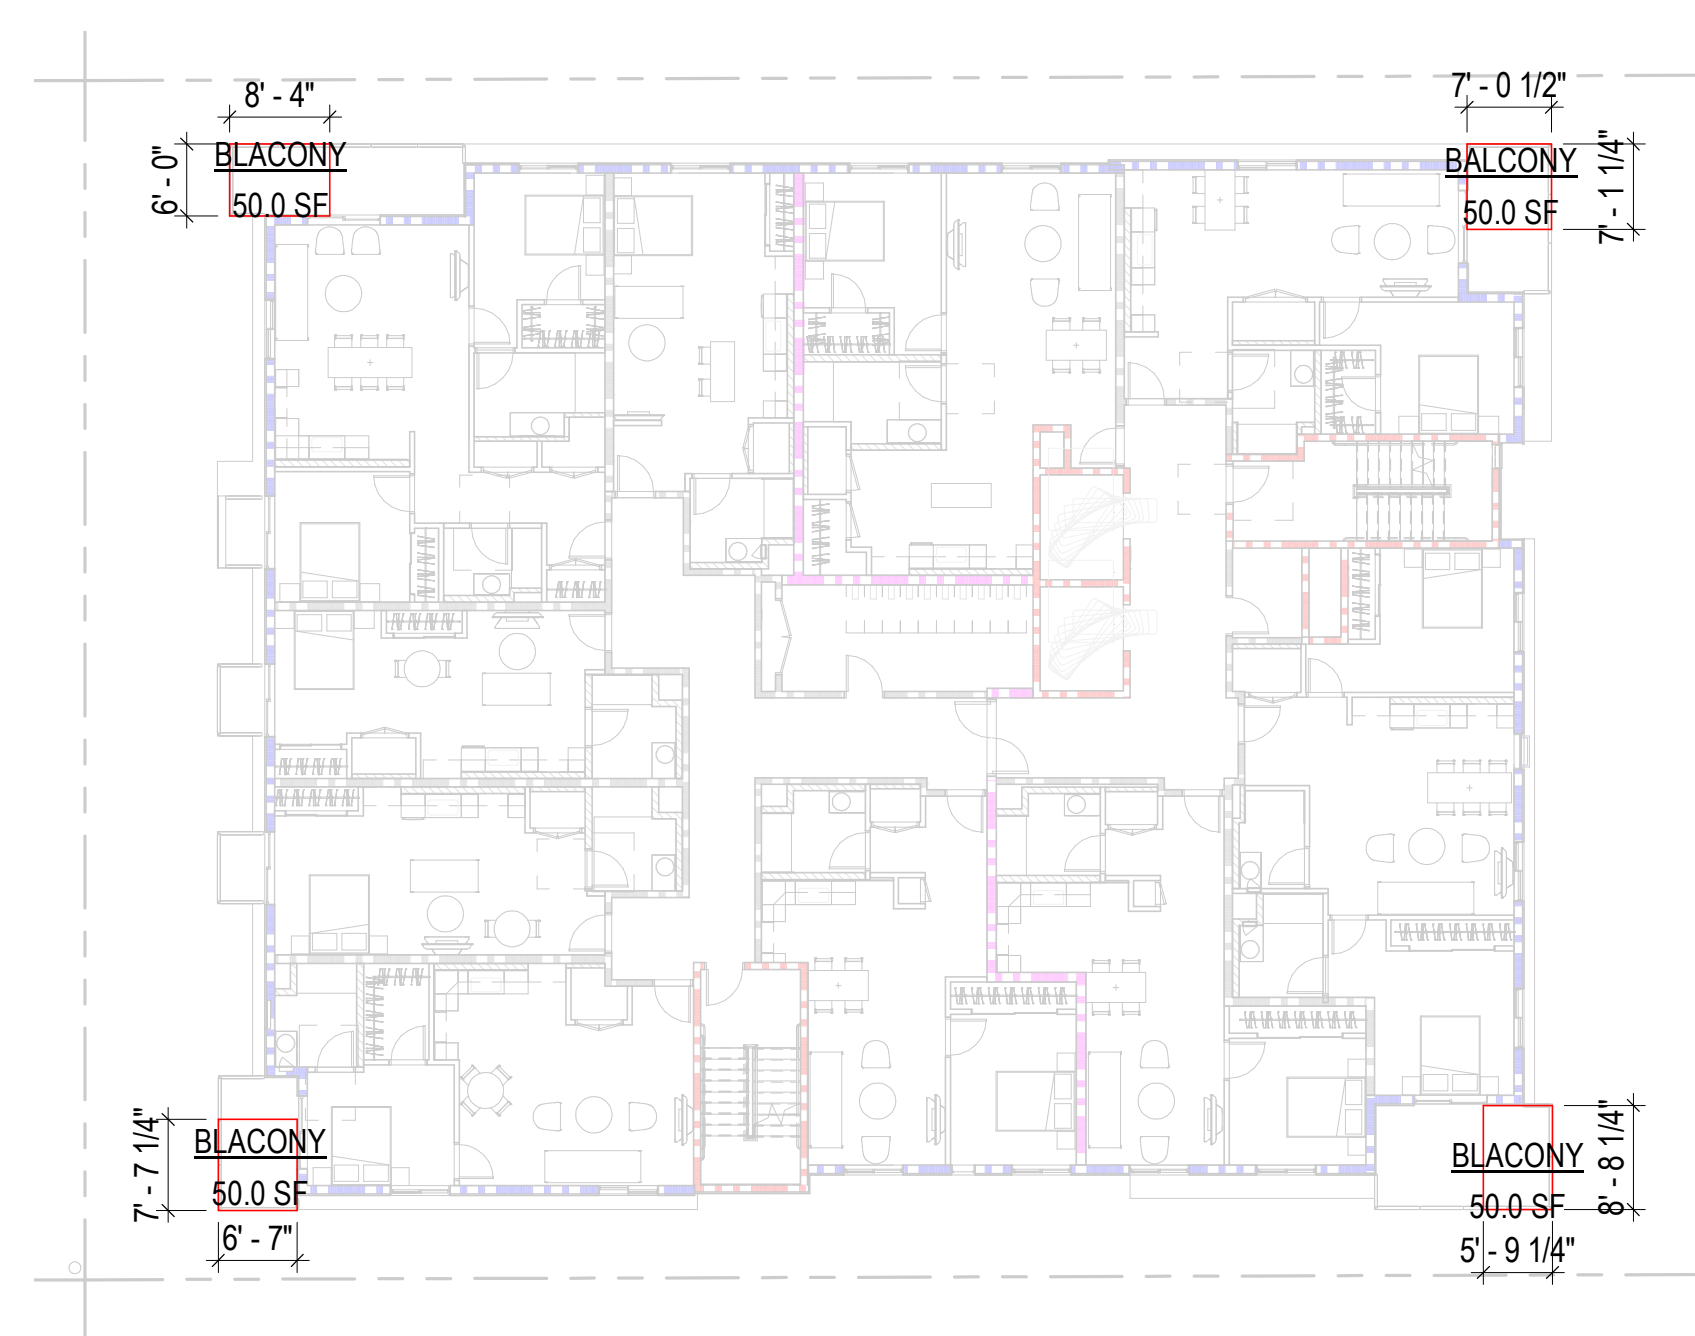 8' - 4"
6' - 0"
BLACONY
50.0 SF
7' - 0 1/2"
7' - 1 1/4"
BALCONY
50.0 SF
7' - 7 1/4"
BLACONY
50.0 SF
6' - 7"
BLACONY
50.0 SF
8' - 8 1/4"
5' - 9 1/4"